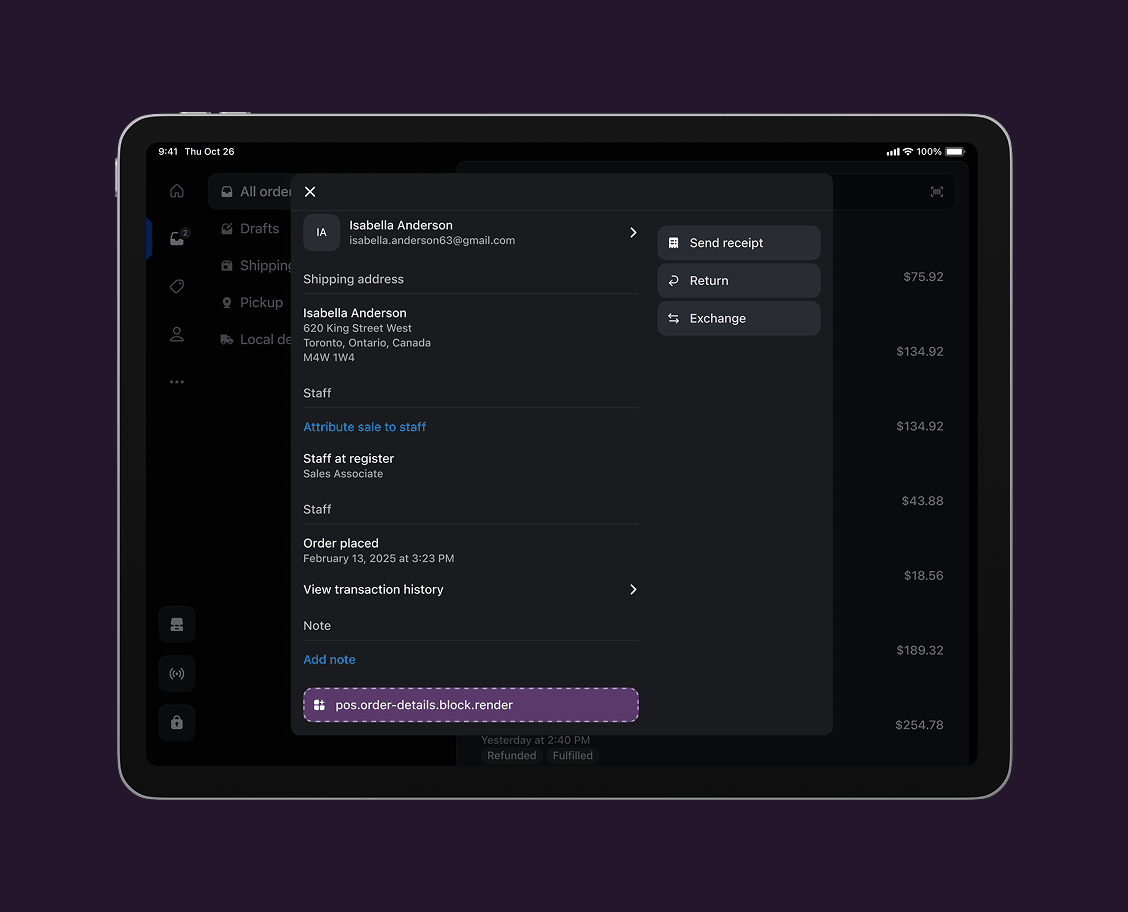 9:41 Thu Oct 26
100%
2
All order
Drafts
Shipping
Pickup
Local de
IA
Isabella Anderson
isabella.anderson63@gmail.com
Shipping address
Isabella Anderson
620 King Street West
Toronto, Ontario, Canada
M4W 1W4
Staff
Attribute sale to staff
Staff at register
Sales Associate
Staff
Order placed
February 13, 2025 at 3:23 PM
View transaction history
Note
Add note
pos.order-details.block.render
Send receipt
Return
Exchange
$75.92
$134.92
$134.92
$43.88
$18.56
$189.32
$254.78
Yesterday at 2:40 PM
Refunded Fulfilled